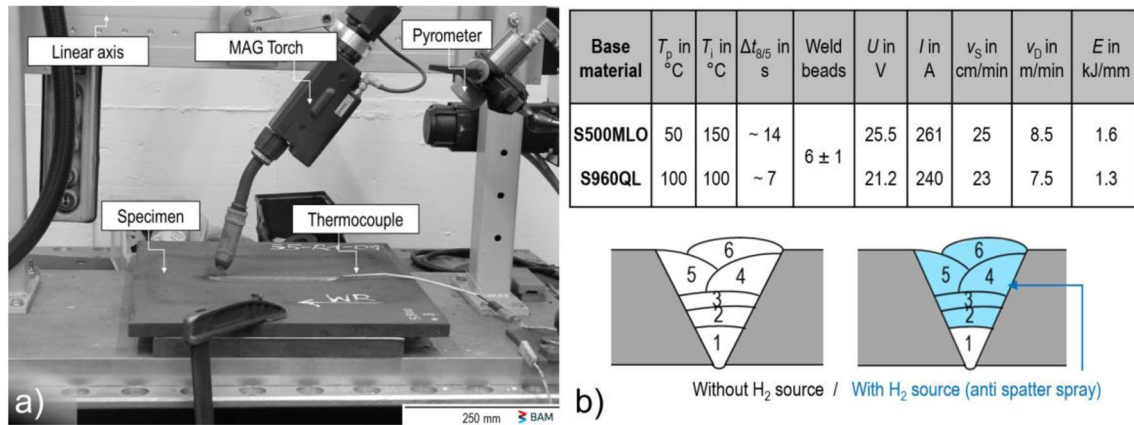 Linear axis
MAG Torch
Pyrometer
Specimen
Thermocouple
WR
a)
250 mm
BAM
Base material Tp in °C Ti in °C Δt8/5 in s Weld beads U in V I in A vS in cm/min vD in m/min E in kJ/mm
S500MLO 50 150 ~ 14 6 ± 1 25.5 261 25 8.5 1.6
S960QL 100 100 ~ 7 21.2 240 23 7.5 1.3
6
5 4
3
2
1
6
5 4
3
2
1
Without H2 source / With H2 source (anti spatter spray)
b)